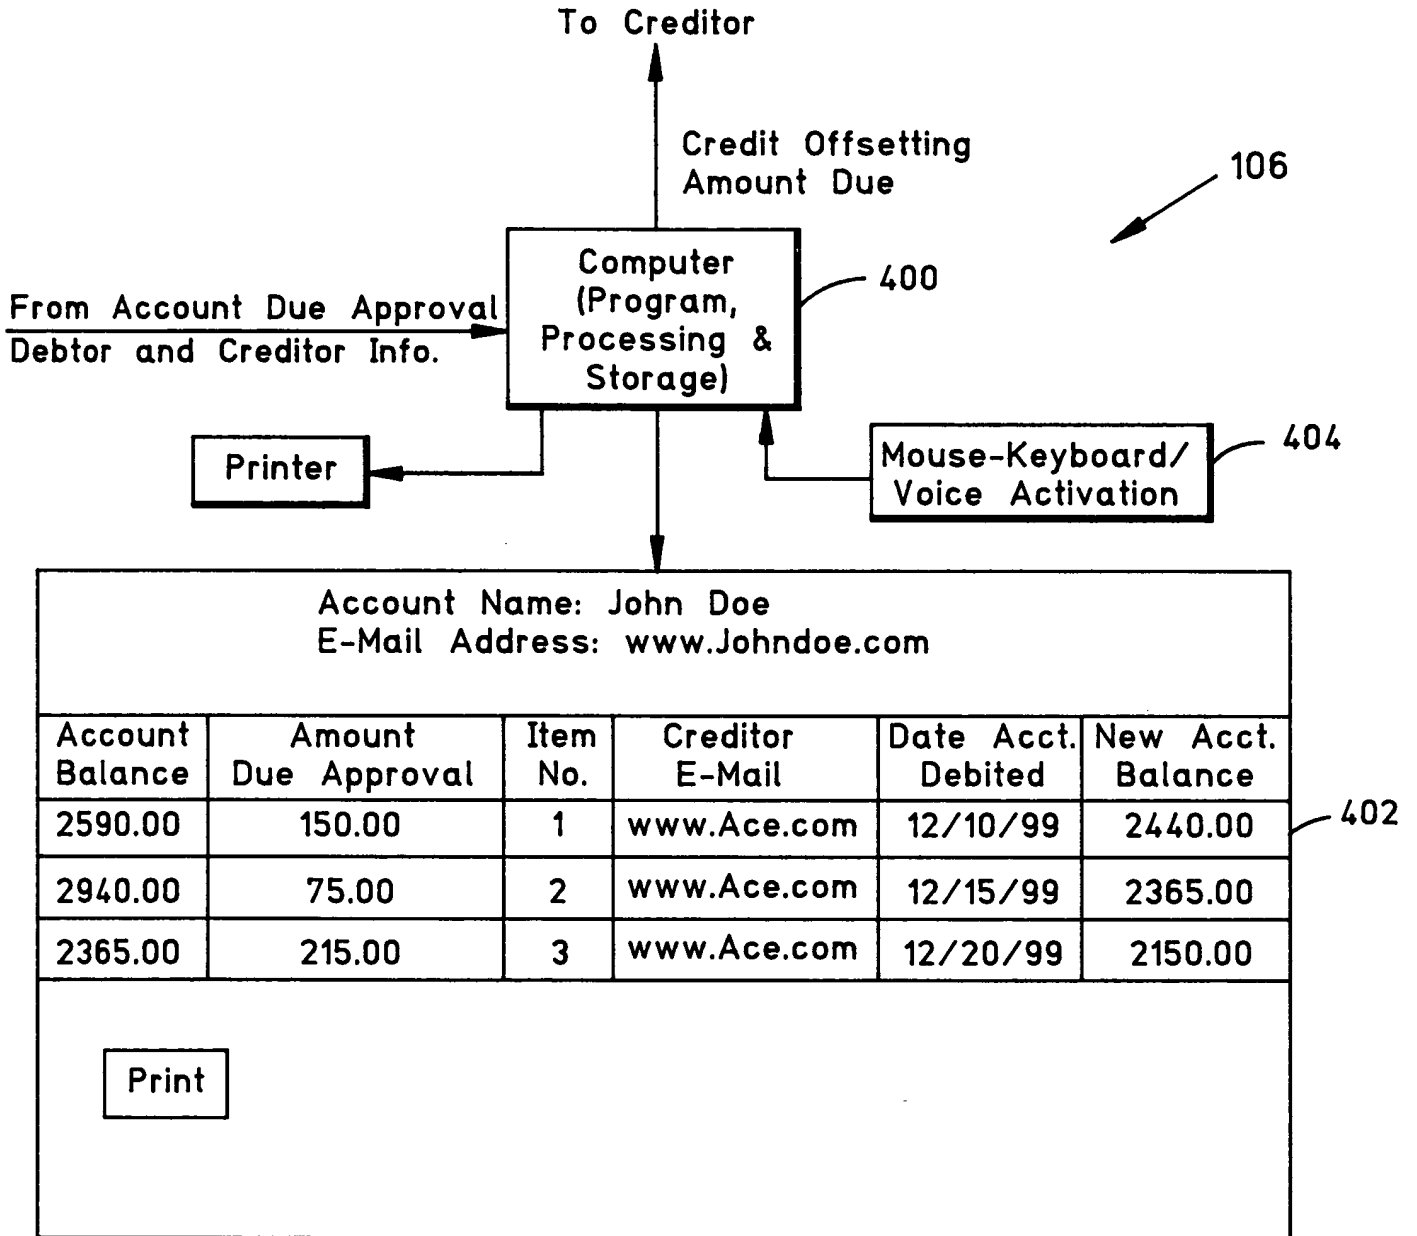 To Creditor
Credit Offsetting
Amount Due
106
Computer
(Program,
Processing &
Storage)
400
From Account Due Approval
Debtor and Creditor Info.
Printer
Mouse-Keyboard/
Voice Activation
404
Account Name: John Doe
E-Mail Address: www.Johndoe.com
Account Balance Amount Due Approval Item No. Creditor E-Mail Date Acct. Debited New Acct. Balance
2590.00 150.00 1 www.Ace.com 12/10/99 2440.00
402
2940.00 75.00 2 www.Ace.com 12/15/99 2365.00
2365.00 215.00 3 www.Ace.com 12/20/99 2150.00
Print